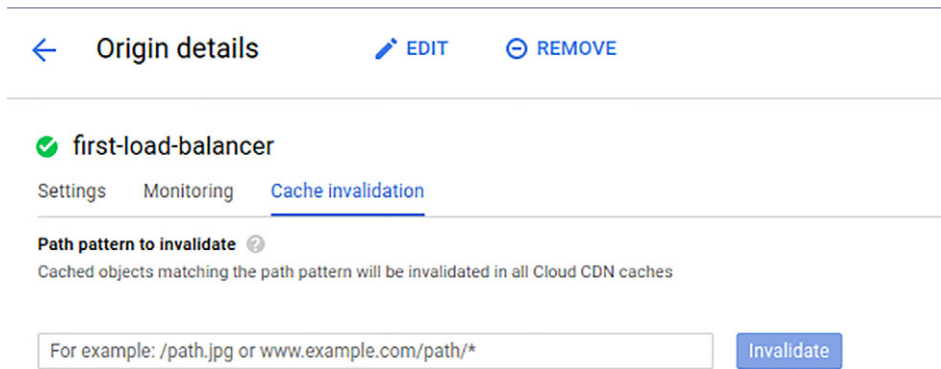 Origin details EDIT REMOVE
first-load-balancer
Settings Monitoring Cache invalidation
Path pattern to invalidate ?
Cached objects matching the path pattern will be invalidated in all Cloud CDN caches
For example: /path.jpg or www.example.com/path/* Invalidate